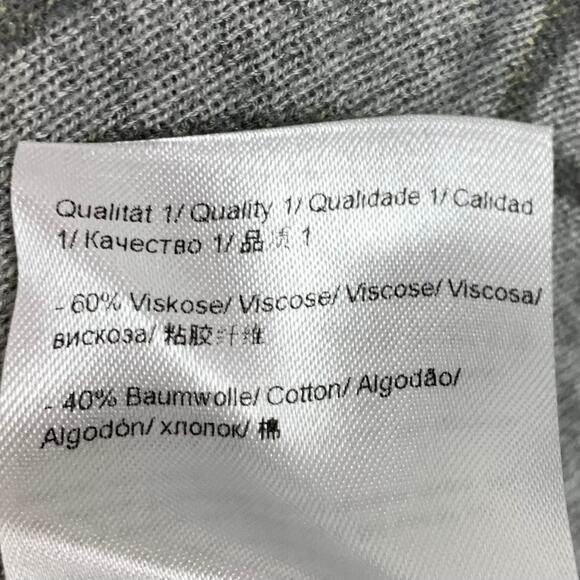 Qualität 1/ Quality 1/ Qualidade 1/ Calidad
1/ Качество 1/ 品质 1
- 60% Viskose/ Viscose/ Viscose/ Viscosa/
вискоза/ 粘胶纤维
- 40% Baumwolle/ Cotton/ Algodão/
Algodón/ хлопок/ 棉